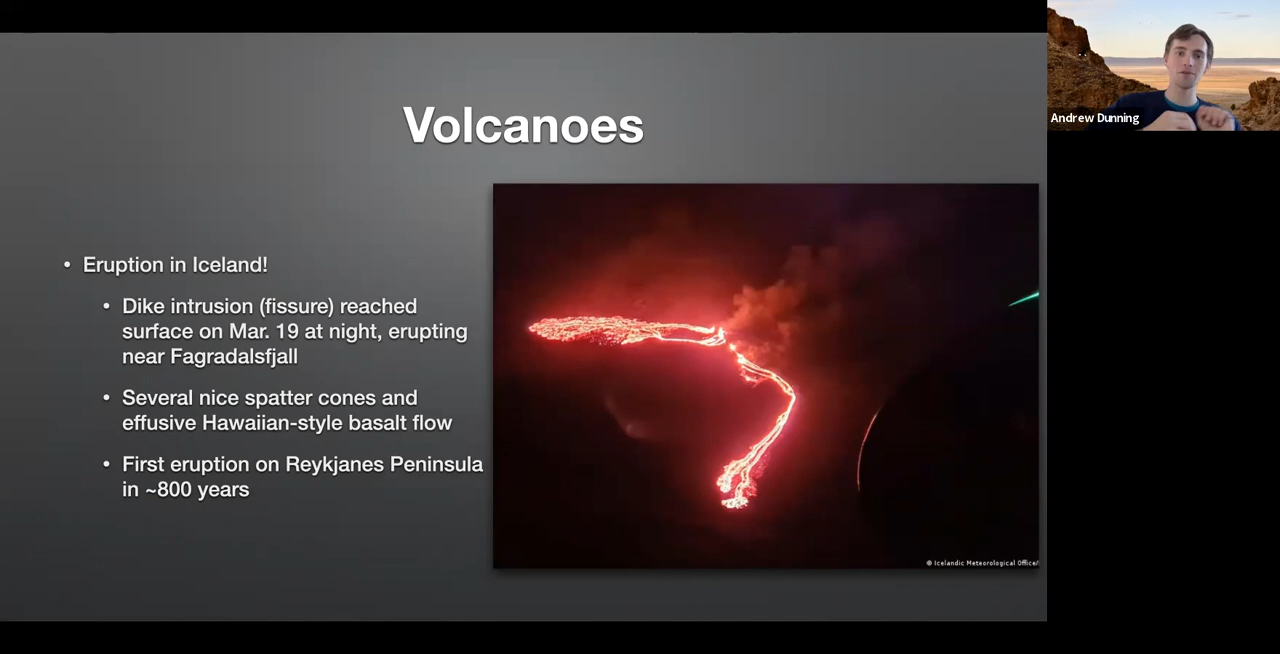 Volcanoes
Andrew Dunning
• Eruption in Iceland!
• Dike intrusion (fissure) reached
surface on Mar. 19 at night, erupting
near Fagradalsfjall
• Several nice spatter cones and
effusive Hawaiian-style basalt flow
• First eruption on Reykjanes Peninsula
in ~800 years
© Icelandic Meteorological Office/